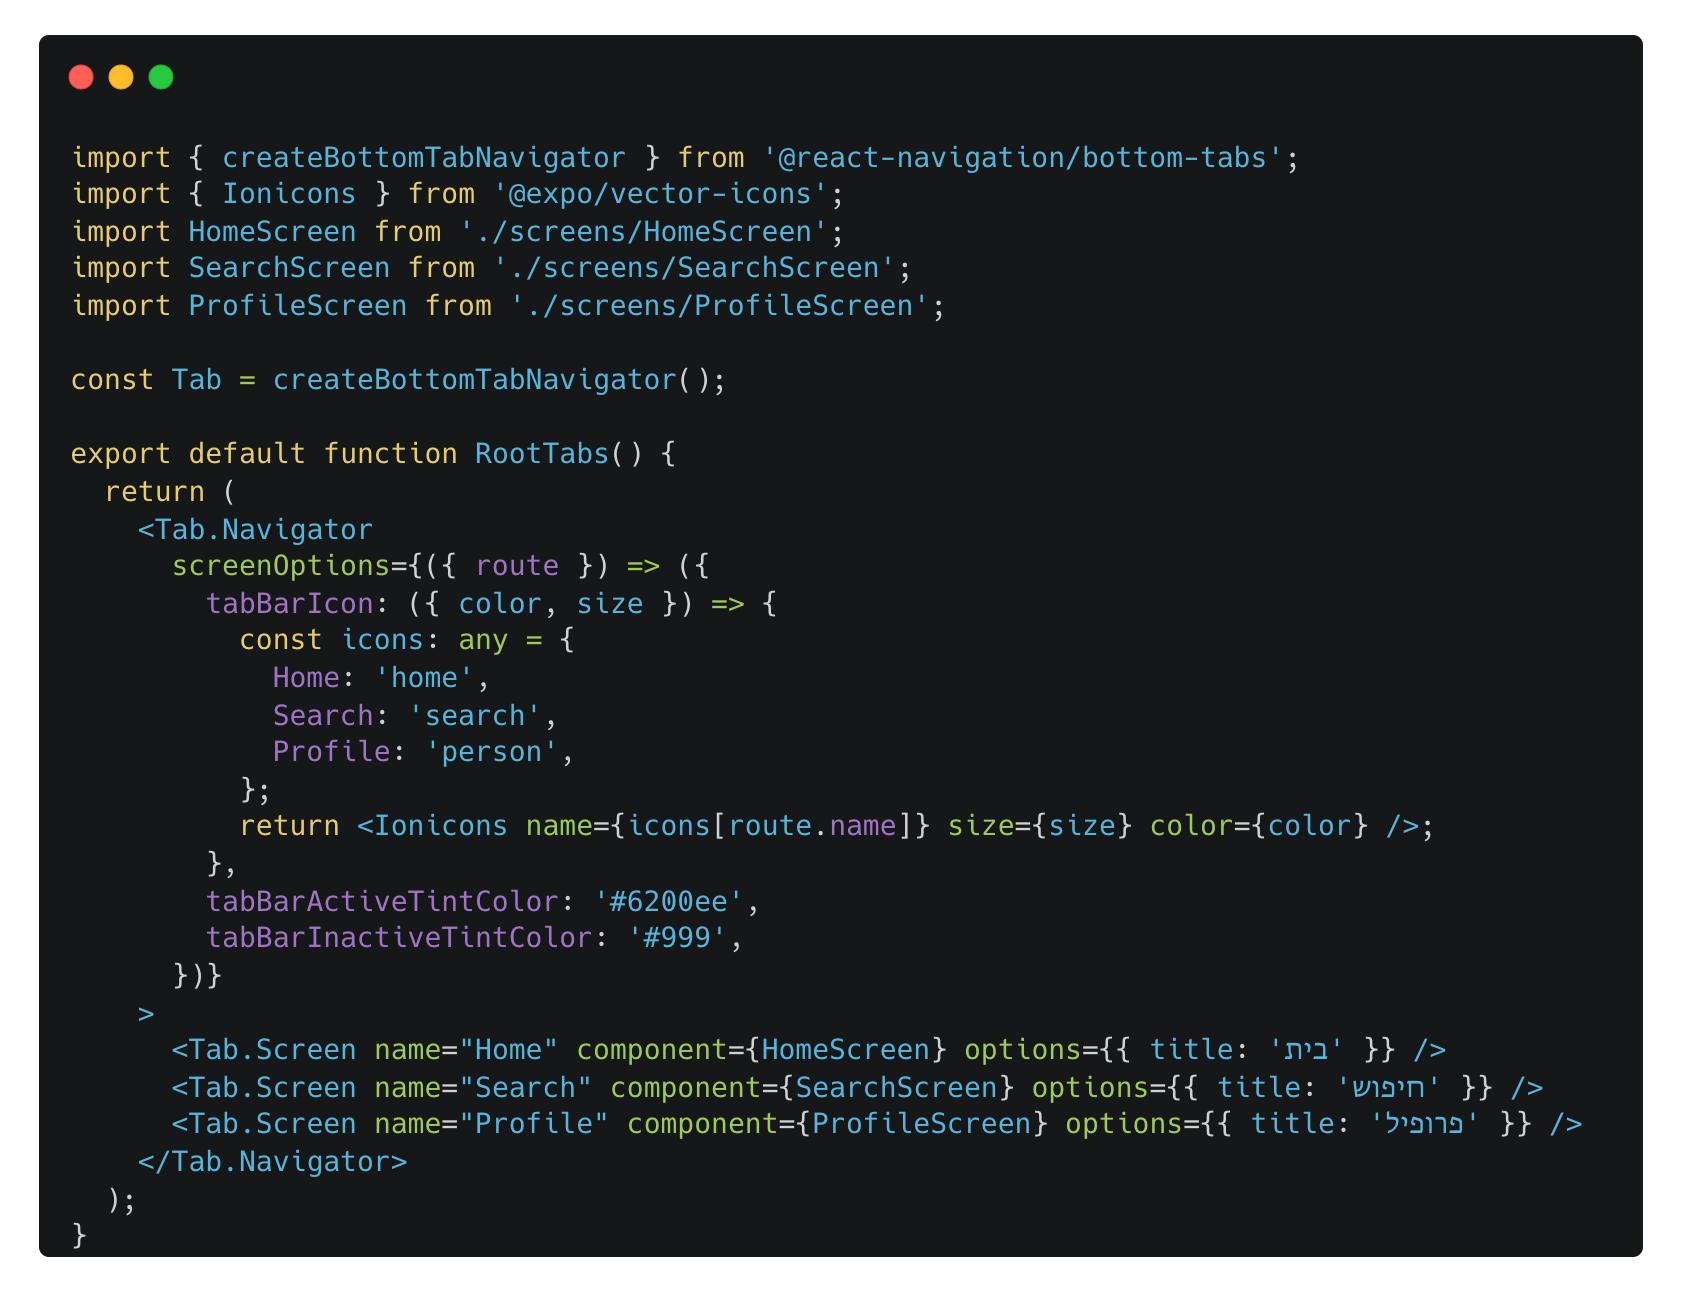 import { createBottomTabNavigator } from '@react-navigation/bottom-tabs';
import { Ionicons } from '@expo/vector-icons';
import HomeScreen from './screens/HomeScreen';
import SearchScreen from './screens/SearchScreen';
import ProfileScreen from './screens/ProfileScreen';

const Tab = createBottomTabNavigator();

export default function RootTabs() {
  return (
    <Tab.Navigator
      screenOptions={({ route }) => ({
        tabBarIcon: ({ color, size }) => {
          const icons: any = {
            Home: 'home',
            Search: 'search',
            Profile: 'person',
          };
          return <Ionicons name={icons[route.name]} size={size} color={color} />;
        },
        tabBarActiveTintColor: '#6200ee',
        tabBarInactiveTintColor: '#999',
      })}
    >
      <Tab.Screen name="Home" component={HomeScreen} options={{ title: 'בית' }} />
      <Tab.Screen name="Search" component={SearchScreen} options={{ title: 'חיפוש' }} />
      <Tab.Screen name="Profile" component={ProfileScreen} options={{ title: 'פרופיל' }} />
    </Tab.Navigator>
  );
}